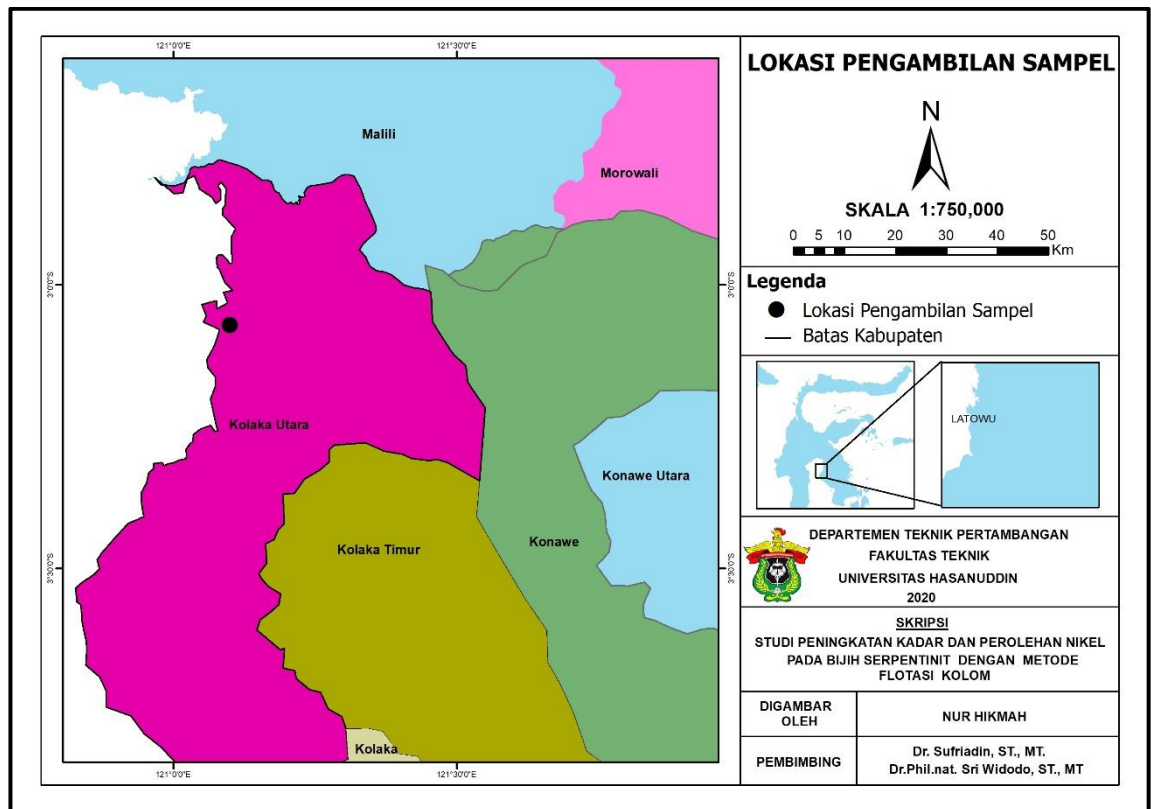 121°0'0"E
121°30'0"E
Malili
Morowali
3°0'0"S
3°0'0"S
Kolaka Utara
Konawe Utara
Kolaka Timur
Konawe
3°30'0"S
3°30'0"S
Kolaka
121°0'0"E
121°30'0"E
LOKASI PENGAMBILAN SAMPEL
N
SKALA 1:750,000
0 5 10 20 30 40 50
Km
Legenda
Lokasi Pengambilan Sampel
Batas Kabupaten
LATOWU
DEPARTEMEN TEKNIK PERTAMBANGAN
FAKULTAS TEKNIK
UNIVERSITAS HASANUDDIN
2020
SKRIPSI
STUDI PENINGKATAN KADAR DAN PEROLEHAN NIKEL
PADA BIJIH SERPENTINIT DENGAN METODE
FLOTASI KOLOM
DIGAMBAR
OLEH
NUR HIKMAH
PEMBIMBING
Dr. Sufriadin, ST., MT.
Dr.Phil.nat. Sri Widodo, ST., MT